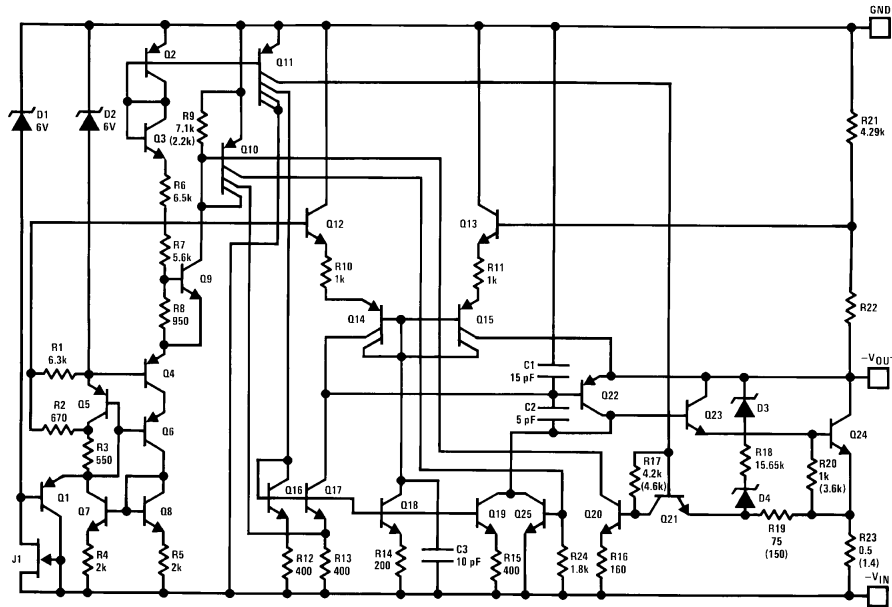 GND
Q2
Q11
D1
6V
D2
6V
Q3
R9
7.1k
(2.2k)
Q10
R21
4.29k
R6
6.5k
Q12
Q13
R7
5.6k
Q9
R10
1k
R11
1k
R8
950
R22
Q14
Q15
R1
6.3k
Q4
C1
15 pF
-VOUT
Q5
Q22
R2
670
C2
5 pF
Q23
D3
Q6
Q24
R3
550
R18
15.65k
R17
4.2k
(4.6k)
R20
1k
(3.6k)
Q1
Q7
Q8
Q16
Q17
Q18
Q19
Q25
Q20
Q21
D4
R19
75
(150)
J1
R4
2k
R5
2k
R12
400
R13
400
R14
200
C3
10 pF
R15
400
R24
1.8k
R16
160
R23
0.5
(1.4)
-VIN